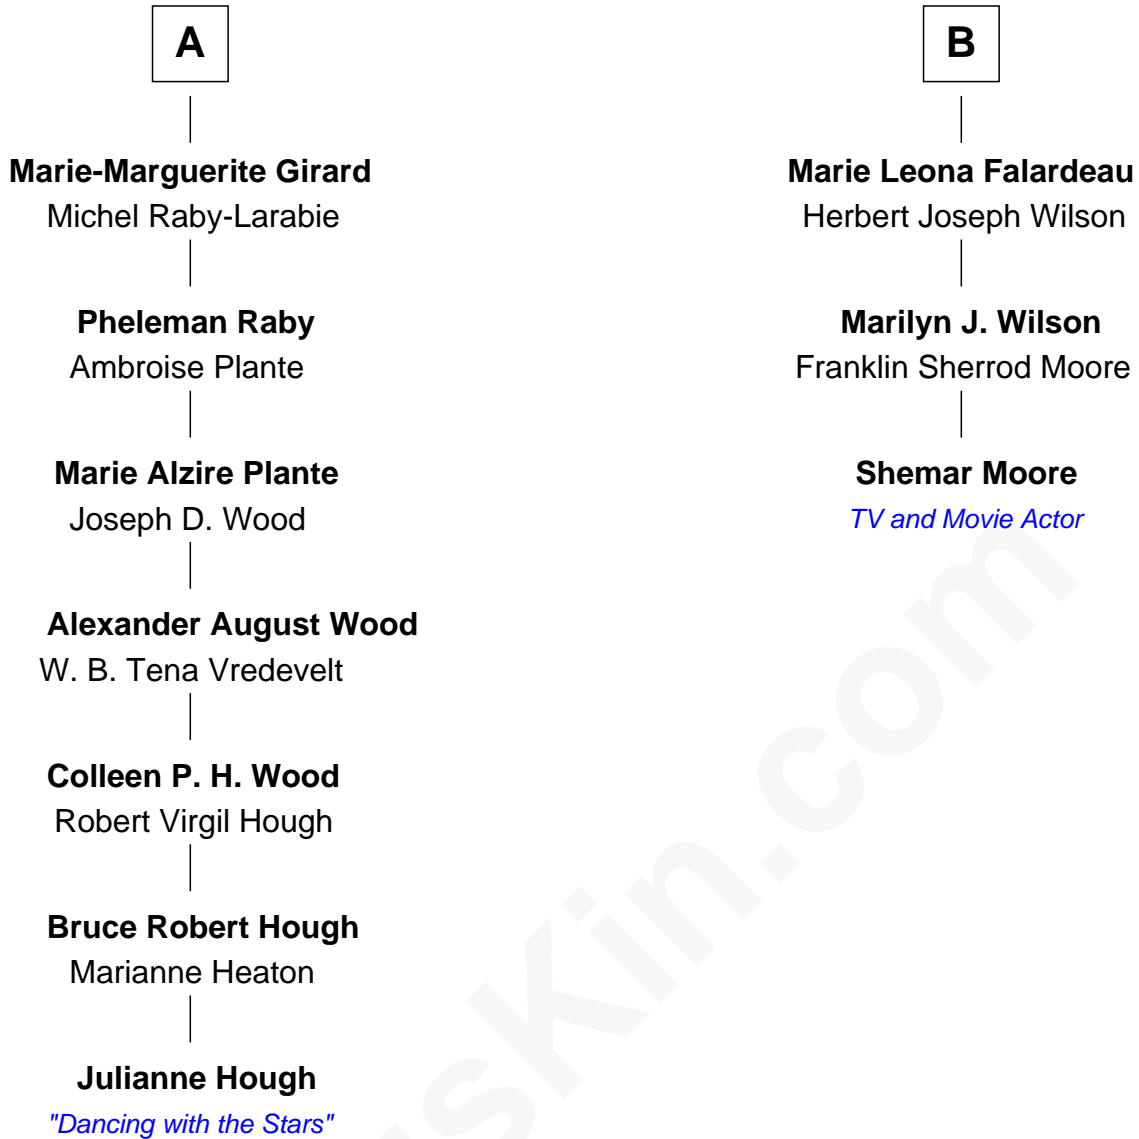 A
Marie-Marguerite Girard
Michel Raby-Larabie
Pheleman Raby
Ambroise Plante
Marie Alzire Plante
Joseph D. Wood
Alexander August Wood
W. B. Tena Vredevelt
Colleen P. H. Wood
Robert Virgil Hough
Bruce Robert Hough
Marianne Heaton
Julianne Hough
"Dancing with the Stars"
B
Marie Leona Falardeau
Herbert Joseph Wilson
Marilyn J. Wilson
Franklin Sherrod Moore
Shemar Moore
TV and Movie Actor
sKin.com